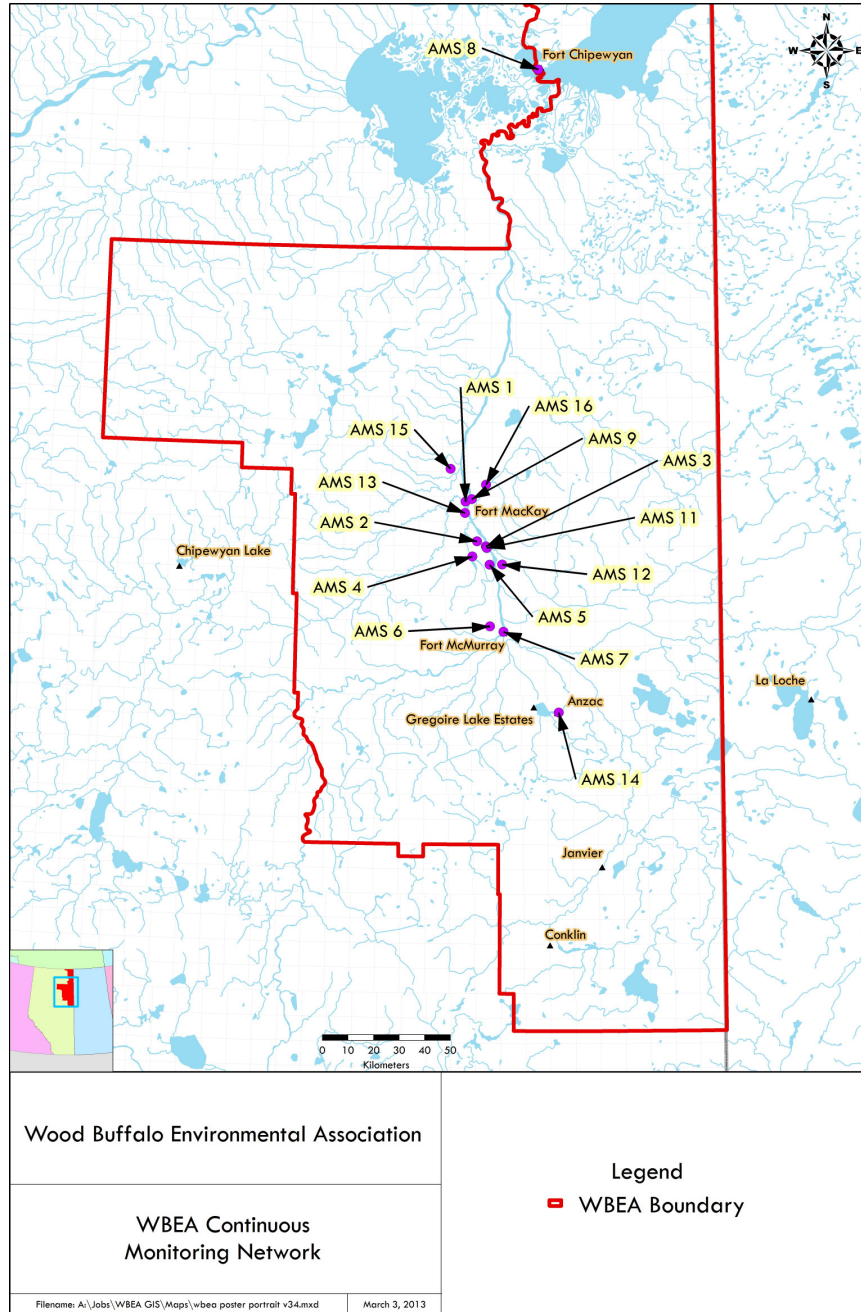 N
W E
S
AMS 8
Fort Chipewyan
AMS 1
AMS 16
AMS 15
AMS 9
AMS 3
AMS 13
Fort MacKay
AMS 11
AMS 2
Chipewyan Lake
AMS 12
AMS 4
AMS 5
AMS 6
Fort McMurray
AMS 7
La Loche
Anzac
Gregoire Lake Estates
AMS 14
Janvier
Conklin
0 10 20 30 40 50
Kilometers
Wood Buffalo Environmental Association
WBEA Continuous
Monitoring Network
Filename: A:\Jobs\WBEA GIS\Maps\wbea poster portrait v34.mxd
March 3, 2013
Legend
WBEA Boundary